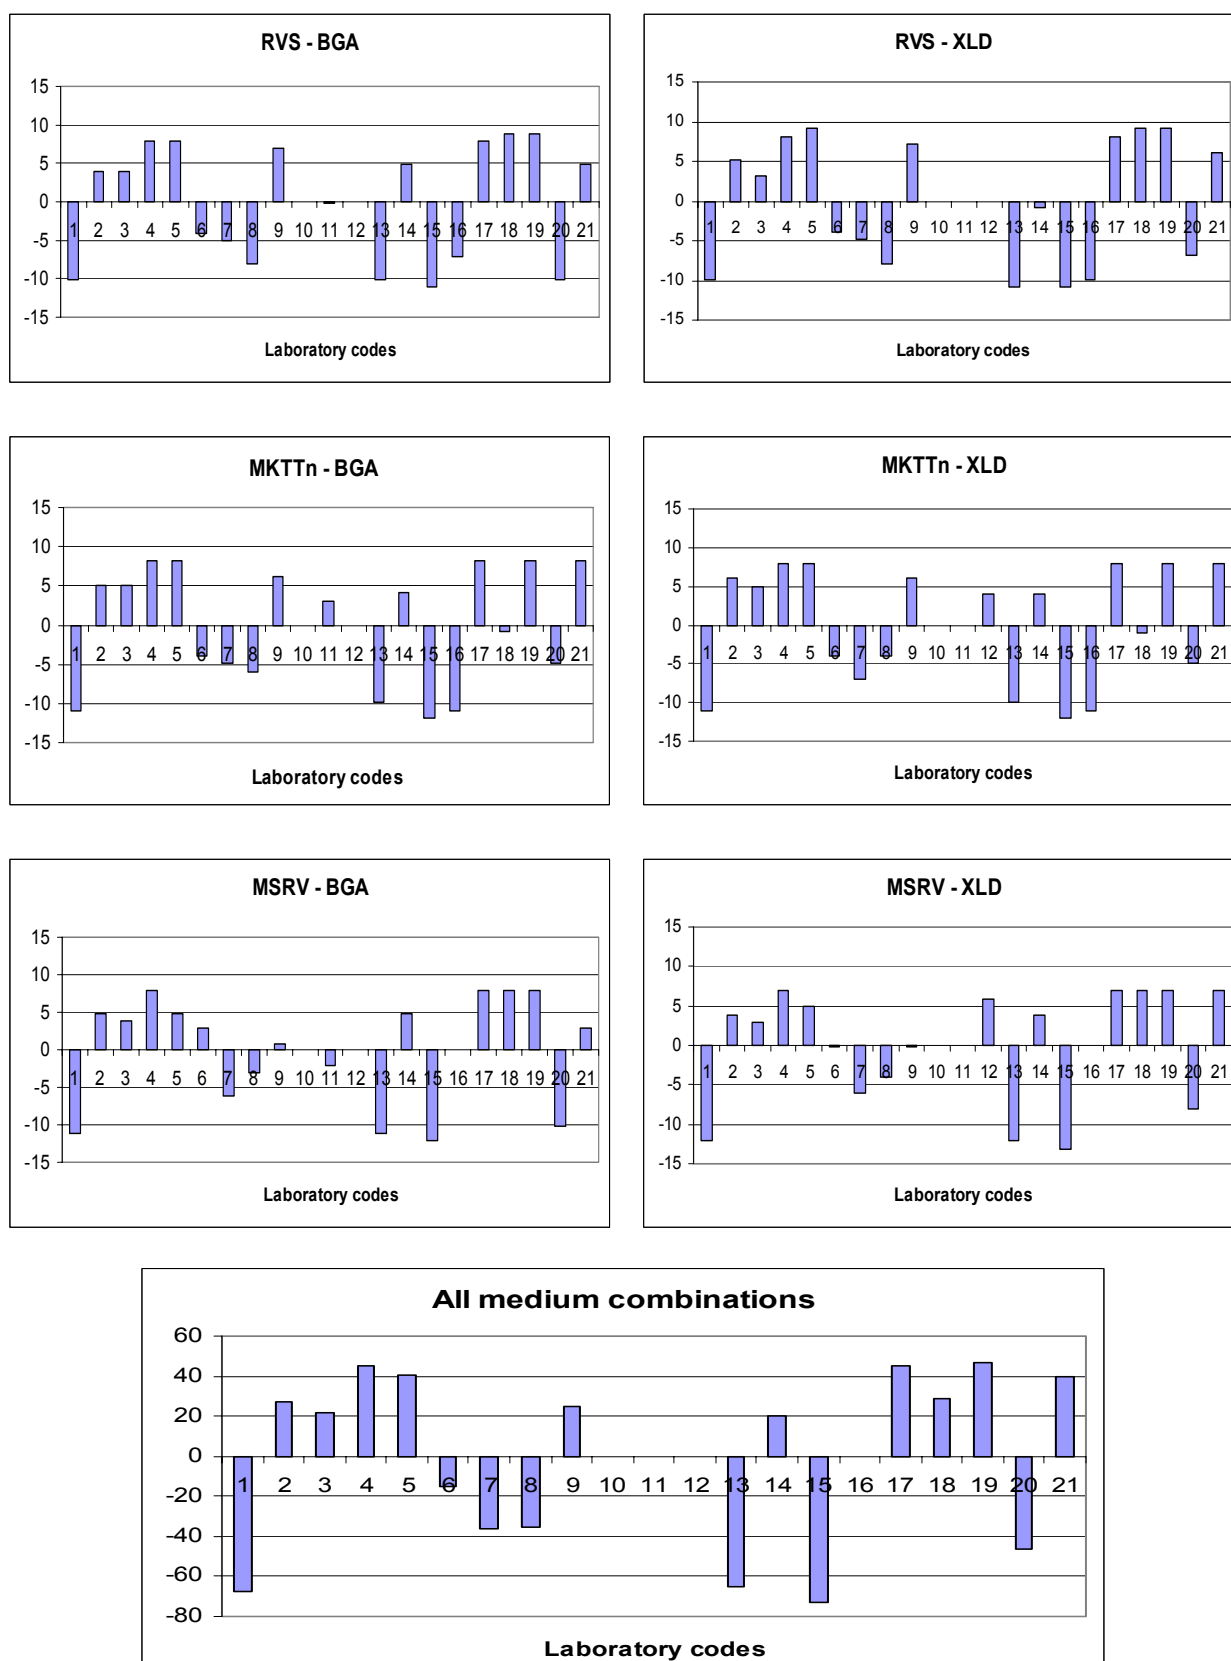 RVS - BGA
15
10
5
0
-5
-10
-15
1 2 3 4 5 6 7 8 9 10 11 12 13 14 15 16 17 18 19 20 21
Laboratory codes
RVS - XLD
15
10
5
0
-5
-10
-15
1 2 3 4 5 6 7 8 9 10 11 12 13 14 15 16 17 18 19 20 21
Laboratory codes
MKTTn - BGA
15
10
5
0
-5
-10
-15
1 2 3 4 5 6 7 8 9 10 11 12 13 14 15 16 17 18 19 20 21
Laboratory codes
MKTTn - XLD
15
10
5
0
-5
-10
-15
1 2 3 4 5 6 7 8 9 10 11 12 13 14 15 16 17 18 19 20 21
Laboratory codes
MSRV - BGA
15
10
5
0
-5
-10
-15
1 2 3 4 5 6 7 8 9 10 11 12 13 14 15 16 17 18 19 20 21
Laboratory codes
MSRV - XLD
15
10
5
0
-5
-10
-15
1 2 3 4 5 6 7 8 9 10 11 12 13 14 15 16 17 18 19 20 21
Laboratory codes
All medium combinations
60
40
20
0
-20
-40
-60
-80
1 2 3 4 5 6 7 8 9 10 11 12 13 14 15 16 17 18 19 20 21
Laboratory codes